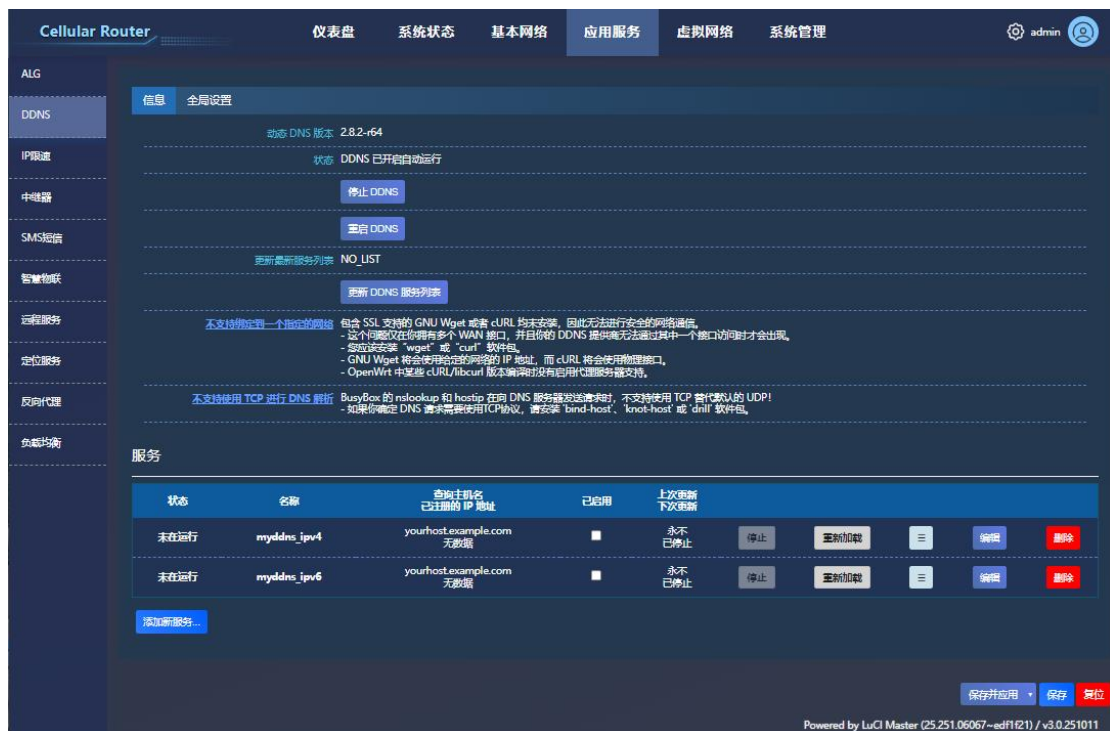 Cellular Router 仪表盘 系统状态 基本网络 应用服务 虚拟网络 系统管理 admin
ALG
DDNS
IP限速
中继器
SMS短信
智慧物联
远程服务
定位服务
反向代理
负载均衡
信息 全局设置
动态 DNS 版本 2.8.2-r64
状态 DDNS 已开启自动运行
停止 DDNS
重启 DDNS
更新最新服务列表 NO_LIST
更新 DDNS 服务列表
不支持绑定到一个指定的网络 包含 SSL 支持的 GNU Wget 或者 cURL 均未安装，因此无法进行安全的网络通信。
- 这个问题仅在你拥有多个 WAN 接口，并且你的 DDNS 提供商无法通过其中一个接口访问时才会出现。
- 您应该安装 "wget" 或 "curl" 软件包。
- GNU Wget 将会使用给定的网络的 IP 地址，而 cURL 将会使用物理接口。
- OpenWrt 中某些 cURL/libcurl 版本编译时没有启用代理服务器支持。
不支持使用 TCP 进行 DNS 解析 BusyBox 的 nslookup 和 hostip 在向 DNS 服务器发送请求时，不支持使用 TCP 替代默认的 UDP!
- 如果你确定 DNS 请求需要使用TCP协议，请安装 'bind-host'、'knot-host' 或 'drill' 软件包。
服务
状态 名称 查询主机名 已启用 上次更新
已注册的 IP 地址 下次更新
未在运行 myddns_ipv4 yourhost.example.com 永不 停止 重新加载 ☰ 编辑 删除
无数据 已停止
未在运行 myddns_ipv6 yourhost.example.com 永不 停止 重新加载 ☰ 编辑 删除
无数据 已停止
添加新服务...
保存并应用 保存 复位
Powered by LuCI Master (25.251.06067~edf1f21) / v3.0.251011